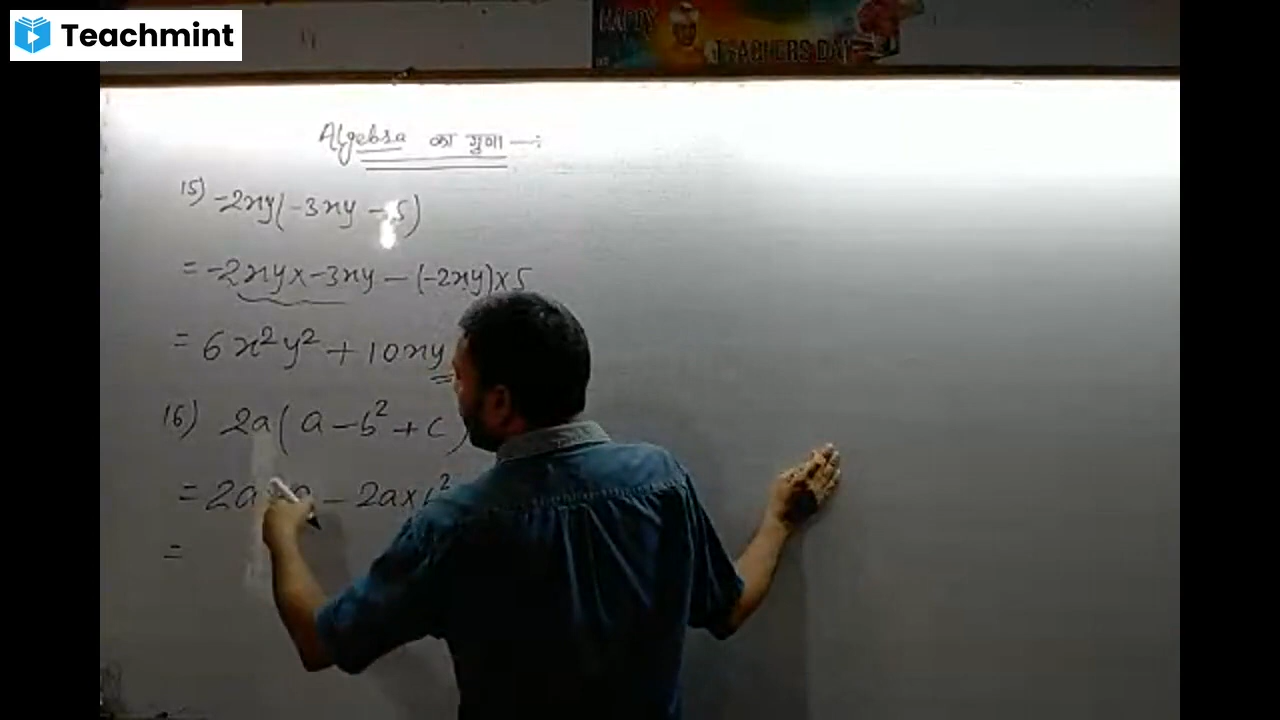 Teachmint
HAPPY
TEACHERS DAY
Algebra का गुणा —:
15) -2xy(-3xy - 5)
= -2xy x -3xy - (-2xy) x 5
= 6x²y² + 10xy
16) 2a(a - b² + c)
= 2a - 2a x
=